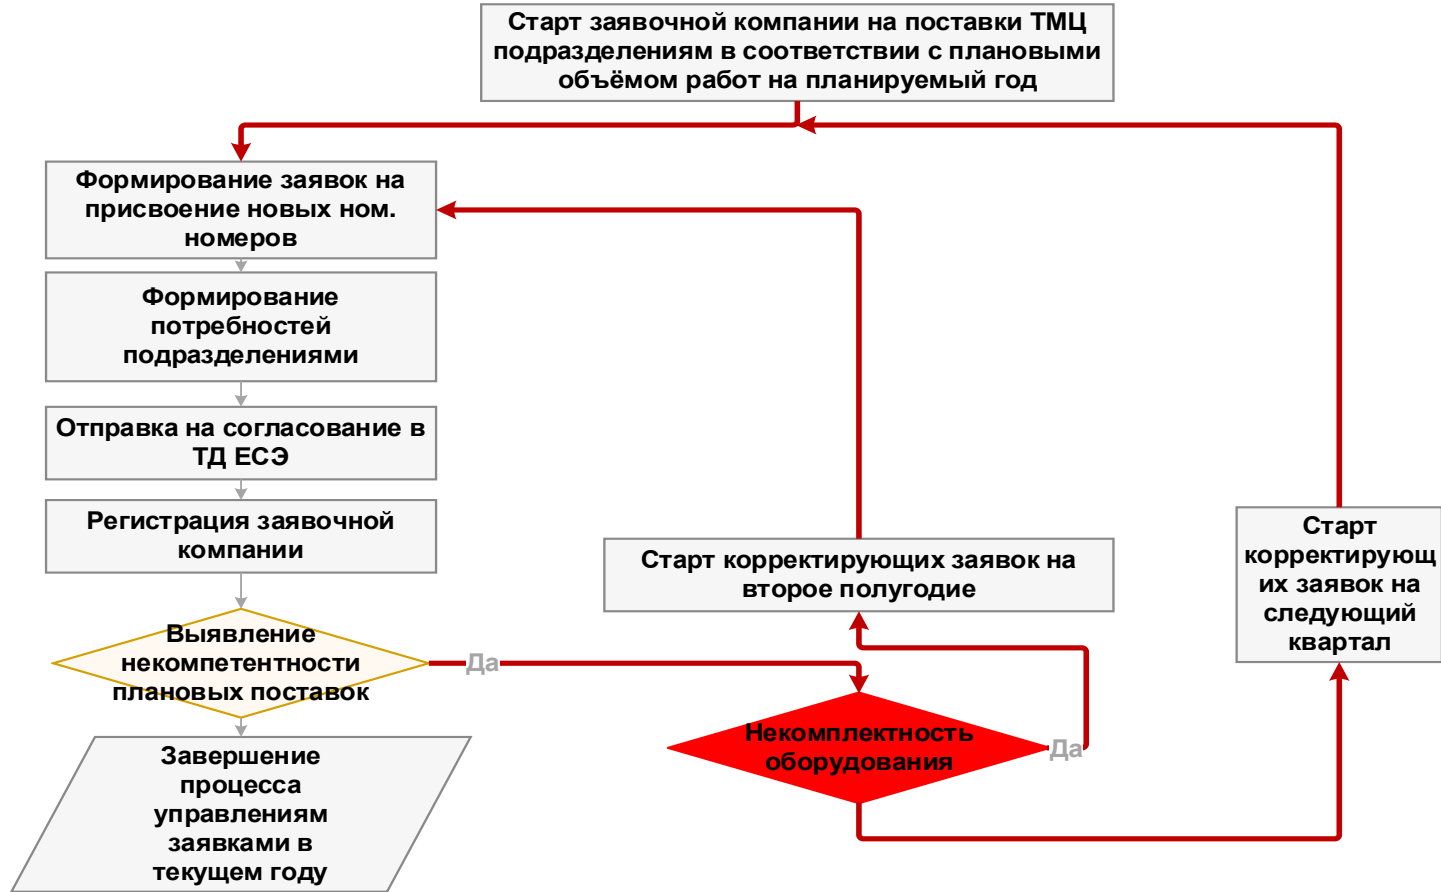 Старт заявочной компании на поставки ТМЦ
подразделениям в соответствии с плановыми
объёмом работ на планируемый год
Формирование заявок на
присвоение новых ном.
номеров
Формирование
потребностей
подразделениями
Отправка на согласование в
ТД ЕСЭ
Регистрация заявочной
компании
Старт корректирующих заявок на
второе полугодие
Старт
корректирующ
их заявок на
следующий
квартал
Выявление
некомпетентности
плановых поставок
Да
Некомплектность
оборудования
Да
Завершение
процесса
управлениям
заявками в
текущем году